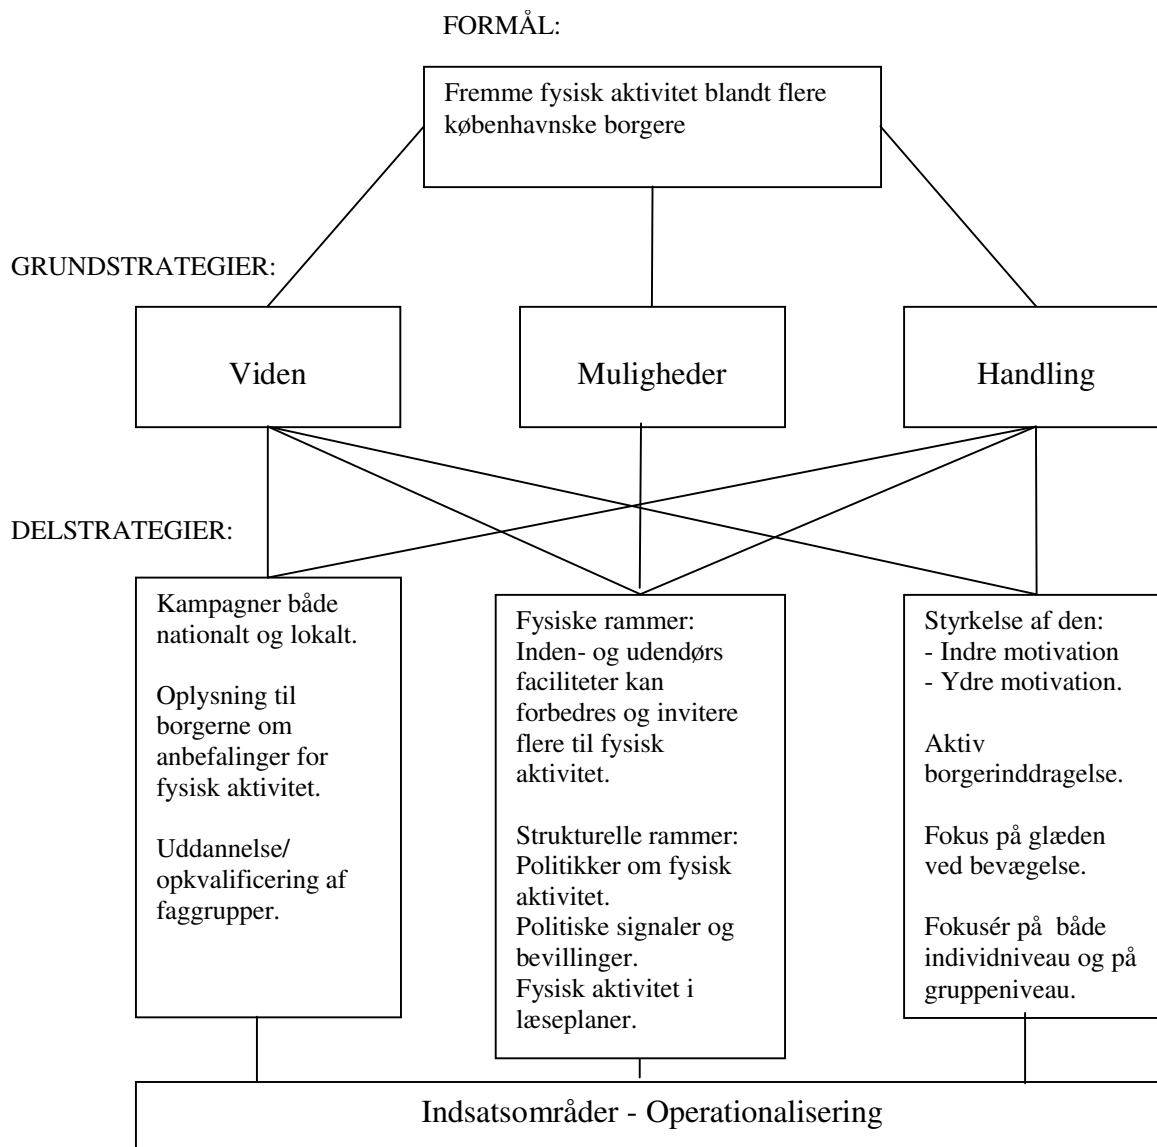 FORMÅL:
Fremme fysisk aktivitet blandt flere
københavnske borgere
GRUNDSTRATEGIER:
Viden
Muligheder
Handling
DELSTRATEGIER:
Kampagner både
nationalt og lokalt.
Oplysning til
borgerne om
anbefalinger for
fysisk aktivitet.
Uddannelse/
opkvalificering af
faggrupper.
Fysiske rammer:
Inden- og udendørs
faciliteter kan
forbedres og invitere
flere til fysisk
aktivitet.
Strukturelle rammer:
Politikker om fysisk
aktivitet.
Politiske signaler og
bevillinger.
Fysisk aktivitet i
læseplaner.
Styrkelse af den:
- Indre motivation
- Ydre motivation.
Aktiv
borgerinddragelse.
Fokus på glæden
ved bevægelse.
Fokusér på både
individniveau og på
gruppeniveau.
Indsatsområder - Operationalisering